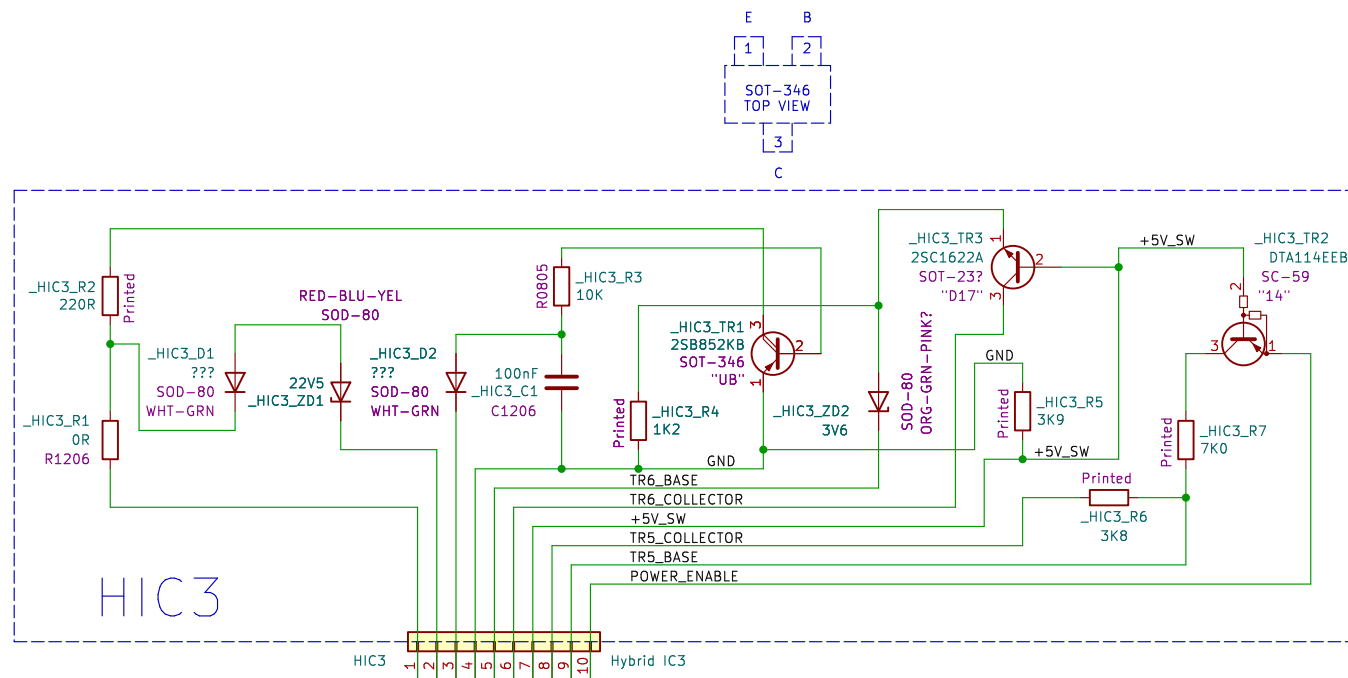 E B
1 2
SOT-346
TOP VIEW
3
C
_HIC3_R2
220R
Printed
RED-BLU-YEL
SOD-80
_HIC3_D1
???
SOD-80
WHT-GRN
22V5
_HIC3_ZD1
_HIC3_D2
???
SOD-80
WHT-GRN
_HIC3_R1
0R
R1206
R0805
_HIC3_R3
10K
100nF
_HIC3_C1
C1206
_HIC3_TR1
2SB852KB
SOT-346
"UB"
3
2
1
Printed
_HIC3_R4
1K2
_HIC3_ZD2
3V6
SOD-80
ORG-GRN-PINK?
_HIC3_TR3
2SC1622A
SOT-23?
"D17"
1
2
3
+5V_SW
_HIC3_TR2
DTA114EEB
SC-59
"14"
2
3
1
GND
Printed
_HIC3_R5
3K9
+5V_SW
Printed
_HIC3_R7
7K0
Printed
_HIC3_R6
3K8
GND
TR6_BASE
TR6_COLLECTOR
+5V_SW
TR5_COLLECTOR
TR5_BASE
POWER_ENABLE
HIC3
HIC3
1 2 3 4 5 6 7 8 9 10
Hybrid IC3